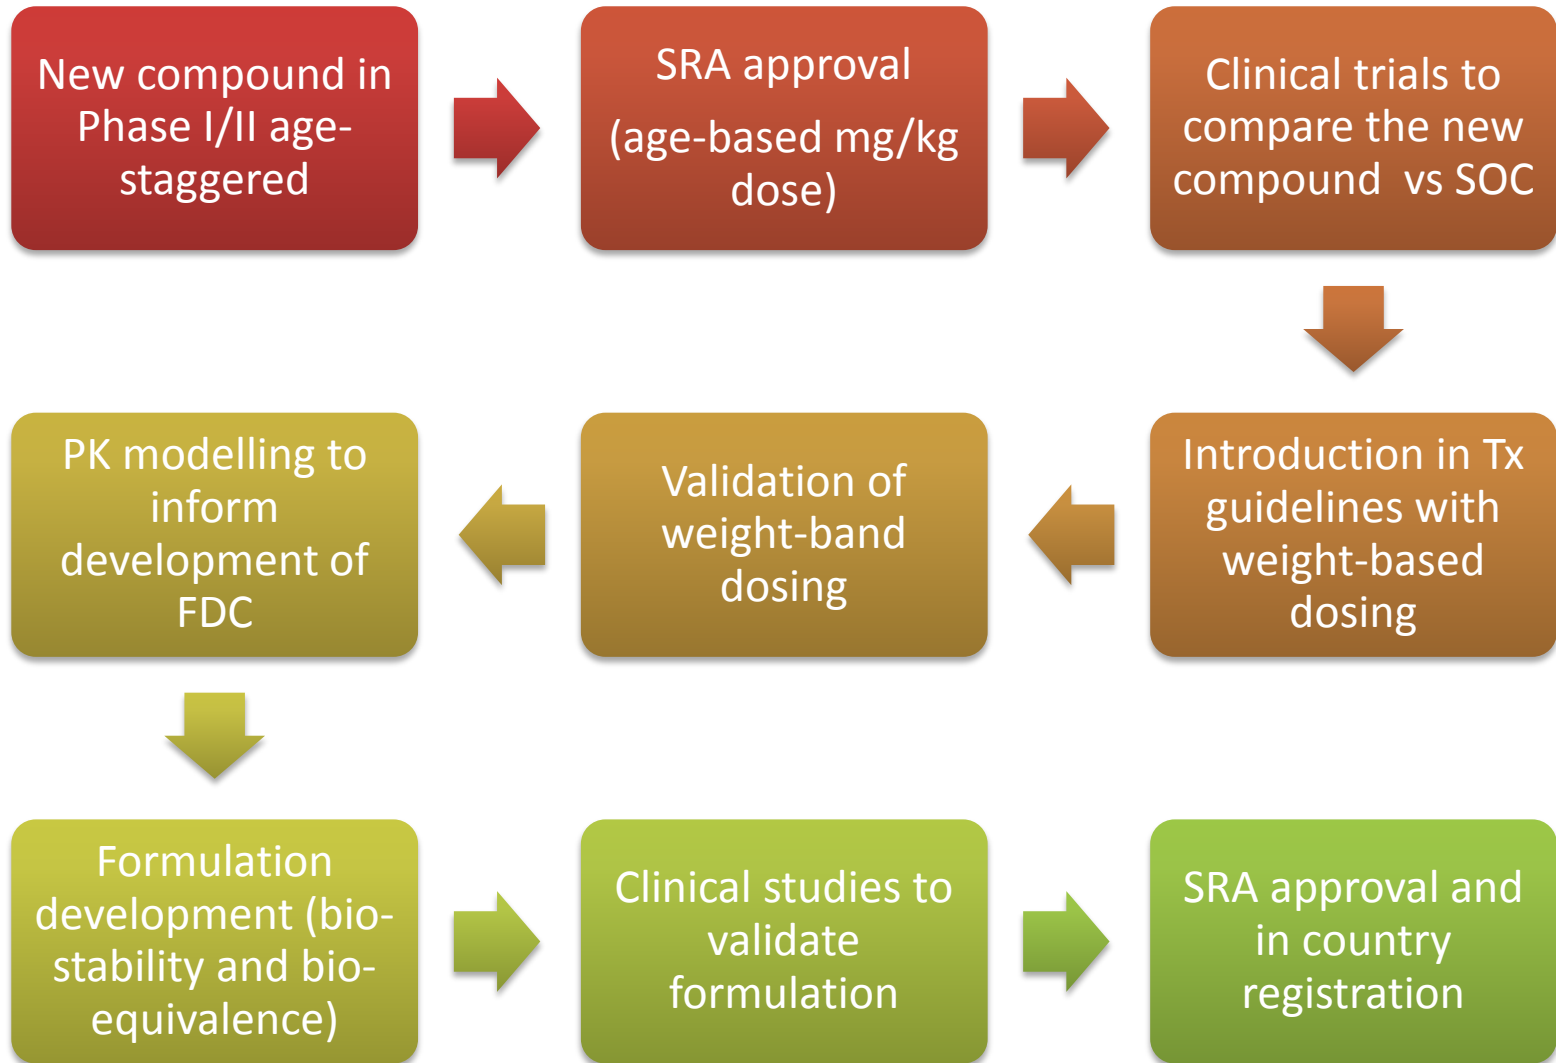 New compound in
Phase I/II age-
staggered
SRA approval
(age-based mg/kg
dose)
Clinical trials to
compare the new
compound  vs SOC
Introduction in Tx
guidelines with
weight-based
dosing
Validation of
weight-band
dosing
PK modelling to
inform
development of
FDC
Formulation
development (bio-
stability and bio-
equivalence)
Clinical studies to
validate
formulation
SRA approval and
in country
registration